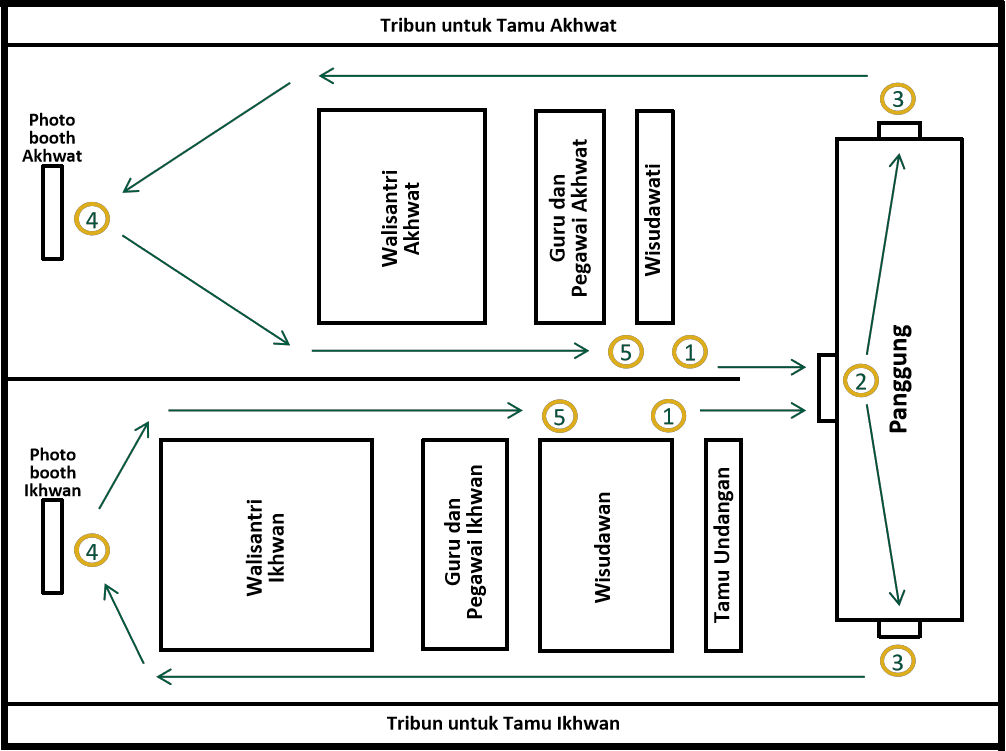 Tribun untuk Tamu Akhwat
3
Photo
booth
Akhwat
4
Walisantri
Akhwat
Guru dan
Pegawai Akhwat
Wisudawati
5
1
2
Panggung
5
1
Photo
booth
Ikhwan
4
Walisantri
Ikhwan
Guru dan
Pegawai Ikhwan
Wisudawan
Tamu Undangan
3
Tribun untuk Tamu Ikhwan